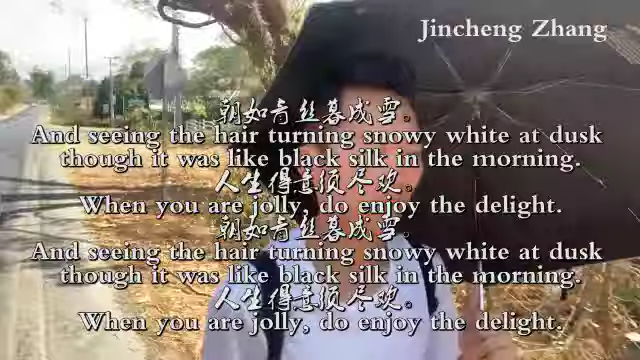 Jincheng Zhang
朝如青丝暮成雪。
And seeing the hair turning snowy white at dusk
though it was like black silk in the morning.
人生得意须尽欢。
When you are jolly, do enjoy the delight.
朝如青丝暮成雪。
And seeing the hair turning snowy white at dusk
though it was like black silk in the morning.
人生得意须尽欢。
When you are jolly, do enjoy the delight.